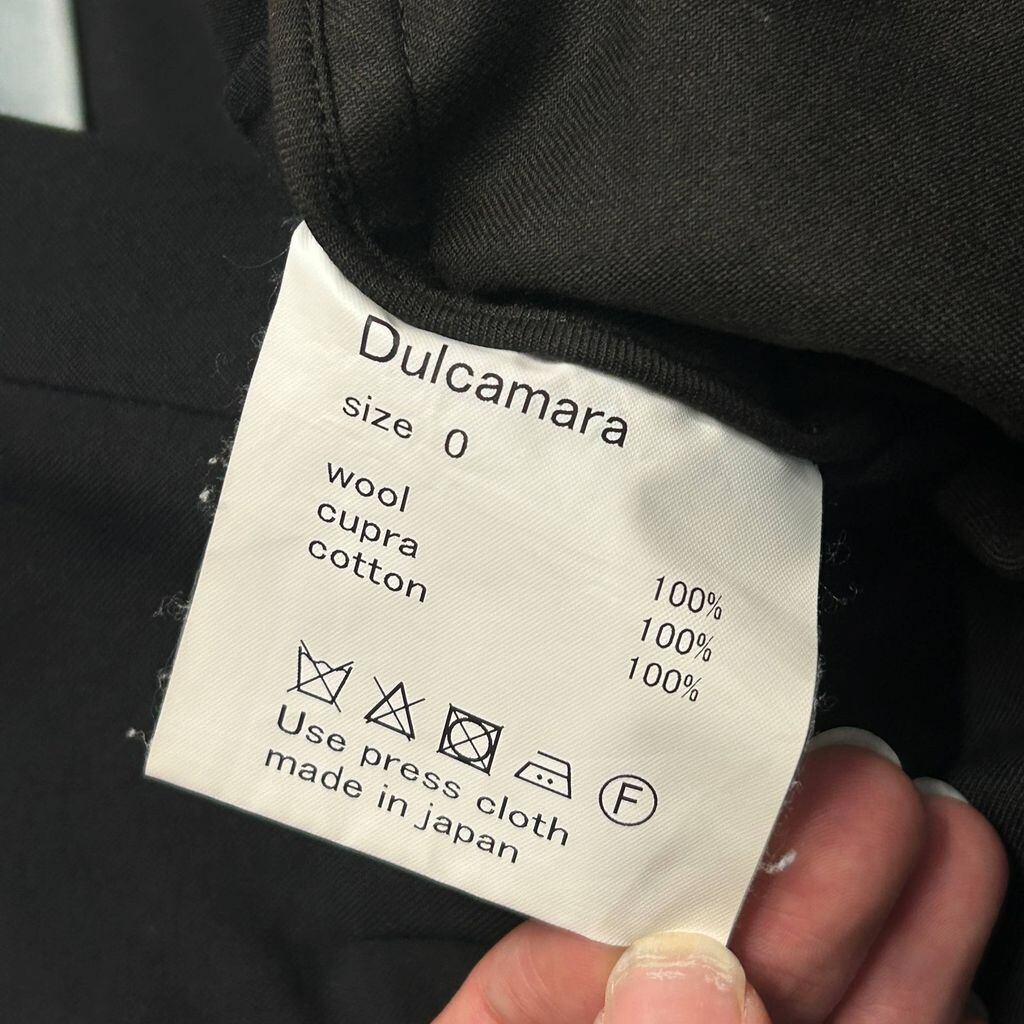 Dulcamara
size 0
wool 100%
cupra 100%
cotton 100%
F
Use press cloth
made in japan